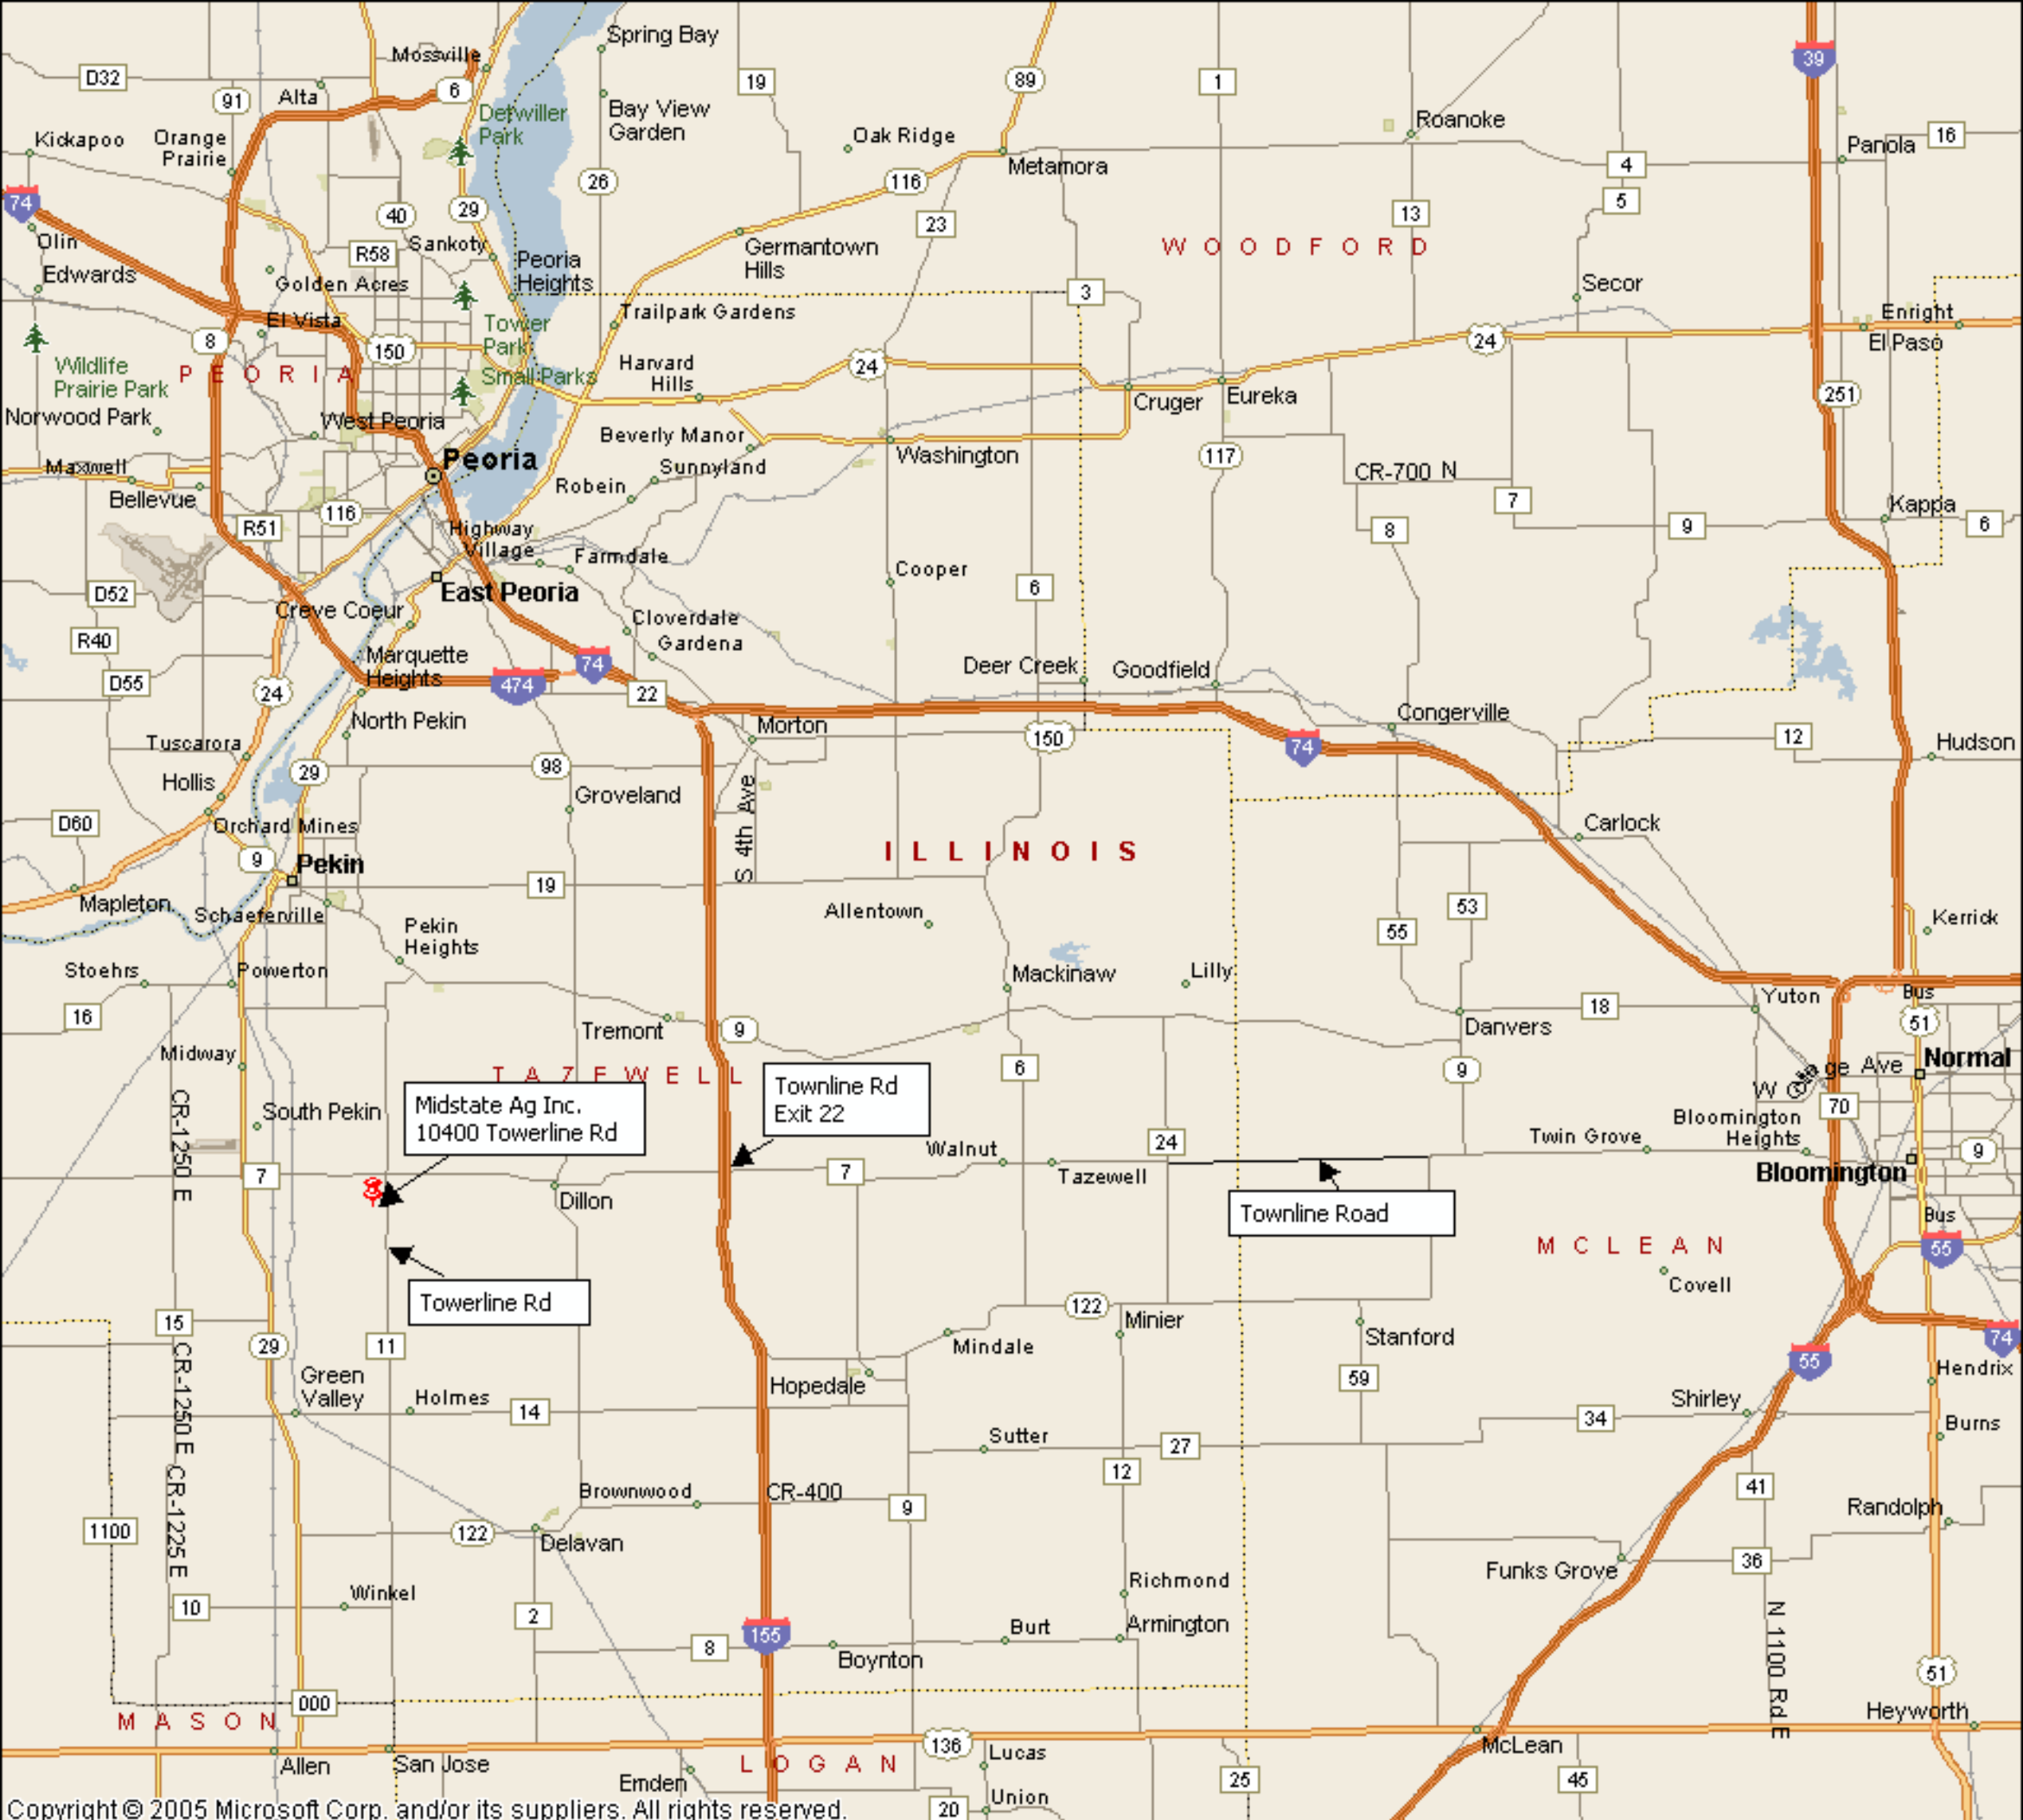 Spring Bay
Mossville
39
D32
6
19
89
1
91
Alta
Detwiller
Park
Bay View
Garden
Roanoke
Kickapoo
Orange
Prairie
Oak Ridge
Metamora
Panola
16
4
74
26
116
5
40
29
23
13
Olin
R58
Sankoty
Peoria
Heights
Germantown
Hills
WOODFORD
Edwards
Golden Acres
3
Secor
El Vista
Trailpark Gardens
Enright
8
150
Tower
Park
24
El Paso
Wildlife
Prairie Park
PEORIA
Small Parks
Harvard
Hills
24
Norwood Park
West Peoria
Cruger
Eureka
251
Beverly Manor
Washington
117
Maxwell
Peoria
Sunnyland
CR-700 N
Bellevue
Robein
7
Kappa
R51
116
Highway
Village
8
9
6
Farmdale
Cooper
6
D52
East Peoria
Creve Coeur
Cloverdale
R40
Gardena
Marquette
Heights
74
Deer Creek
Goodfield
D55
24
474
22
North Pekin
Morton
150
74
Congerville
12
Hudson
Tuscarora
29
98
Hollis
Groveland
S 4th Ave
D60
Orchard Mines
Carlock
9
Pekin
ILLINOIS
19
Mapleton
Schaeferville
Allentown
53
55
Kerrick
Pekin
Heights
Stoehrs
Powerton
Mackinaw
Lilly
Yuton
Bus
16
Tremont
9
18
51
Danvers
Midway
TAZEWELL
6
9
Normal
W College Ave
CR-1250 E
South Pekin
Midstate Ag Inc.
10400 Towerline Rd
Townline Rd
Exit 22
70
Bloomington
Heights
Walnut
24
Twin Grove
9
7
7
Tazewell
Bloomington
Dillon
Townline Road
Bus
55
MCLEAN
Covell
Towerline Rd
122
Minier
15
29
11
Mindale
Stanford
74
55
CR-1250 E
Green
Valley
Hopedale
59
Hendrix
Holmes
14
Shirley
34
Burns
Sutter
27
12
41
CR-1225 E
Brownwood
CR-400
9
Randolph
1100
122
Delavan
36
Funks Grove
Richmond
Winkel
10
2
N 1100 Rd E
Armington
155
Burt
8
Boynton
51
000
MASON
Heyworth
136
McLean
Allen
San Jose
LOGAN
Lucas
Emden
25
45
Union
20
Copyright © 2005 Microsoft Corp. and/or its suppliers. All rights reserved.